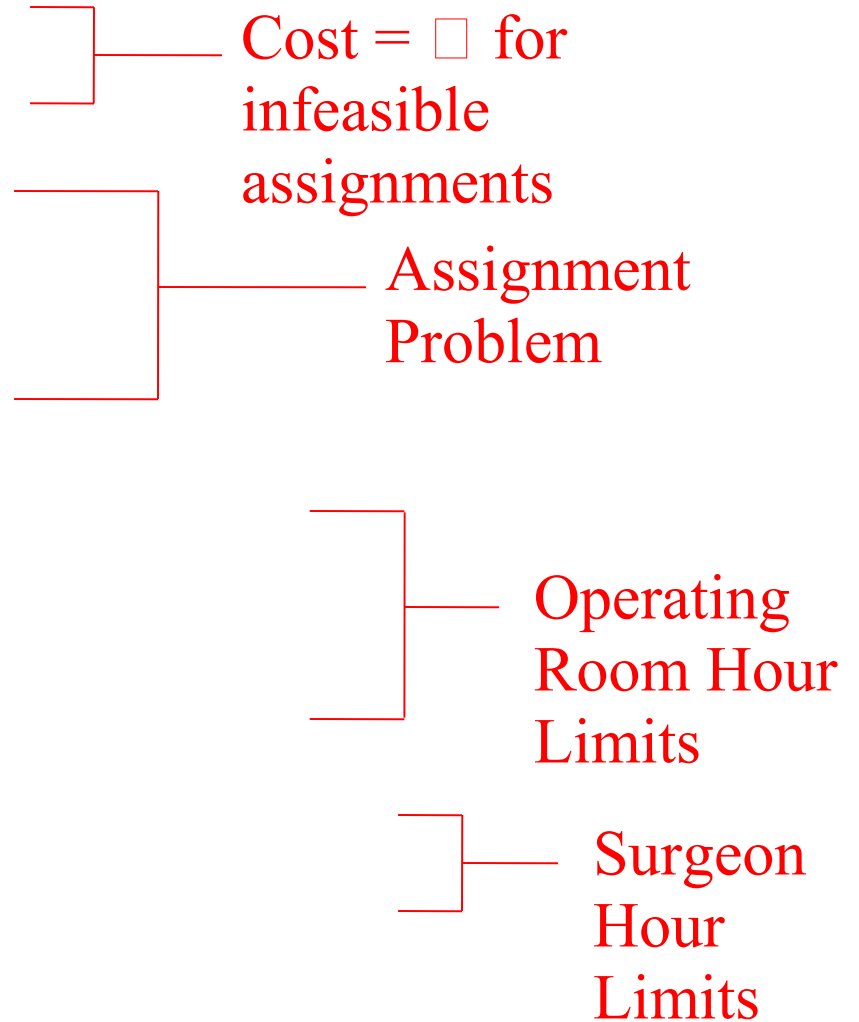 Cost = □ for
infeasible
assignments
Assignment
Problem
Operating
Room Hour
Limits
Surgeon
Hour
Limits